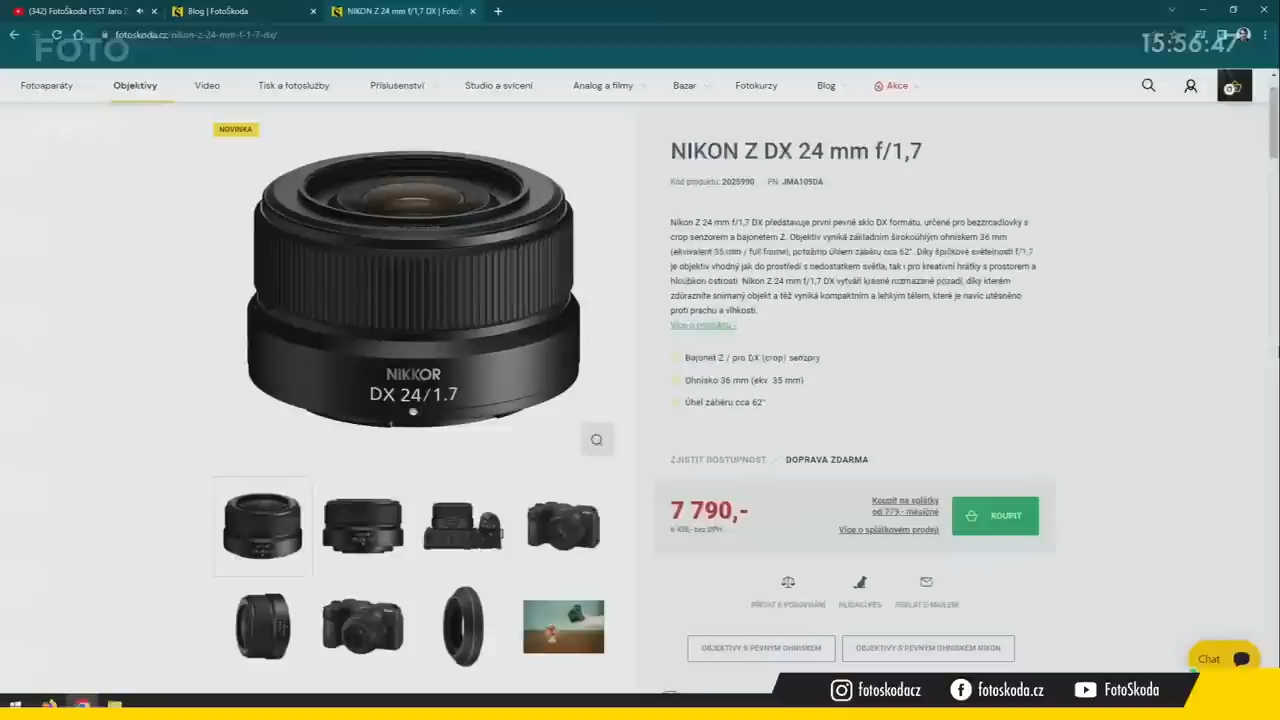 (342) FotoŠkoda FEST Jaro 2
Blog | FotoŠkoda
NIKON Z 24 mm f/1,7 DX | Foto
fotoskoda.cz/nikon-z-24-mm-f-1-7-dx/
FOTO
15:56:47
Fotoaparáty
Objektivy
Video
Tisk a fotoslužby
Příslušenství
Studio a svícení
Analog a filmy
Bazar
Fotokurzy
Blog
Akce
NOVINKA
NIKKOR
DX 24/1.7
NIKON Z DX 24 mm f/1,7
Kód produktu: 2025990 PN: JMA109DA
Nikon Z 24 mm f/1,7 DX představuje první pevné sklo DX formátu, určené pro bezzrcadlovky s
crop senzorem a bajonetem Z. Objektiv vyniká základním širokoúhlým ohniskem 36 mm
(ekvivalent 35 mm / full frame), potažmo úhlem záběru cca 62°. Díky špičkové světelnosti f/1,7
je objektiv vhodný jak do prostředí s nedostatkem světla, tak i pro kreativní hrátky s prostorem a
hloubkou ostrosti. Nikon Z 24 mm f/1,7 DX vytváří krásně rozmazané pozadí, díky kterém
zdůrazníte snímaný objekt a též vyniká kompaktním a lehkým tělem, které je navíc utěsněno
proti prachu a vlhkosti.
Více o produktu
Bajonet Z / pro DX (crop) senzory
Ohnisko 36 mm (ekv. 35 mm)
Úhel záběru cca 62°
ZJISTIT DOSTUPNOST / DOPRAVA ZDARMA
7 790,-
6 438,- bez DPH
Koupit na splátky
od 779,- měsíčně
Více o splátkovém prodeji
KOUPIT
PŘIDAT K POROVNÁNÍ
HLÍDACÍ PES
POSLAT E-MAILEM
OBJEKTIVY S PEVNÝM OHNISKEM
OBJEKTIVY S PEVNÝM OHNISKEM NIKON
Chat
fotoskodacz
fotoskoda.cz
FotoSkoda